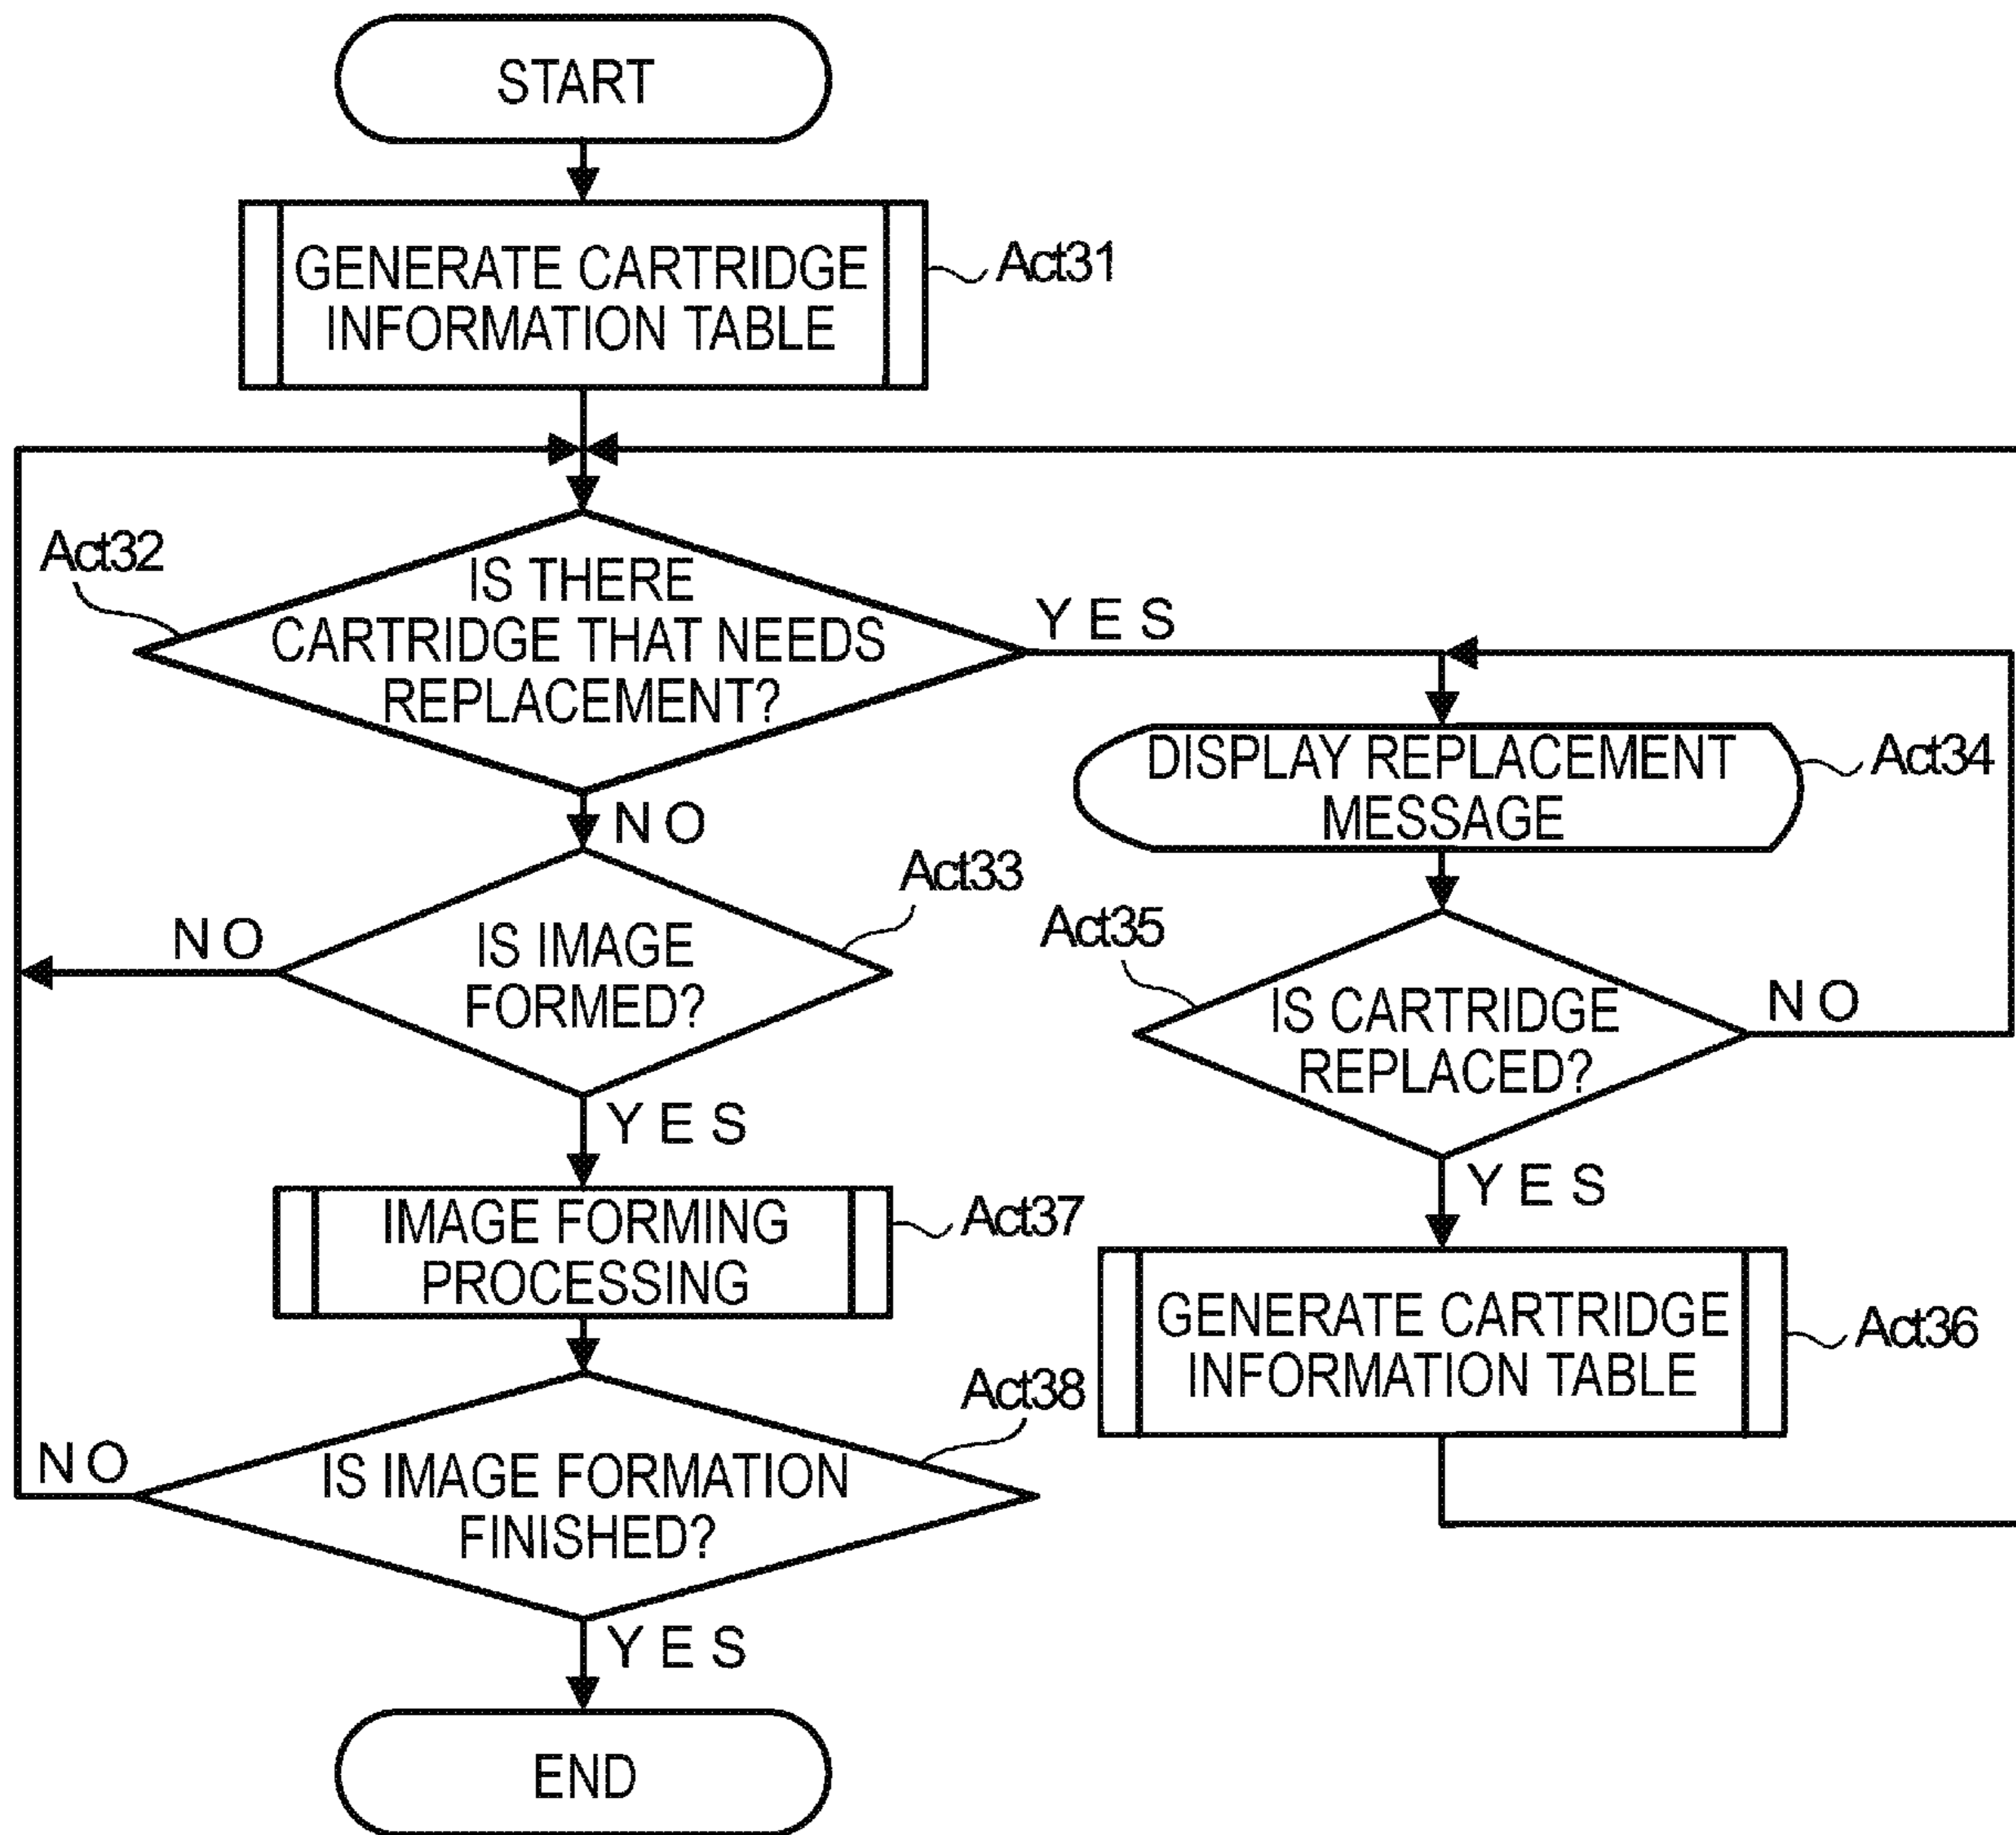 START
GENERATE CARTRIDGE
INFORMATION TABLE
Act31
Act32
IS THERE
CARTRIDGE THAT NEEDS
REPLACEMENT?
YES
NO
DISPLAY REPLACEMENT
MESSAGE
Act34
Act33
IS IMAGE
FORMED?
NO
YES
Act35
IS CARTRIDGE
REPLACED?
NO
YES
IMAGE FORMING
PROCESSING
Act37
GENERATE CARTRIDGE
INFORMATION TABLE
Act36
Act38
IS IMAGE FORMATION
FINISHED?
NO
YES
END